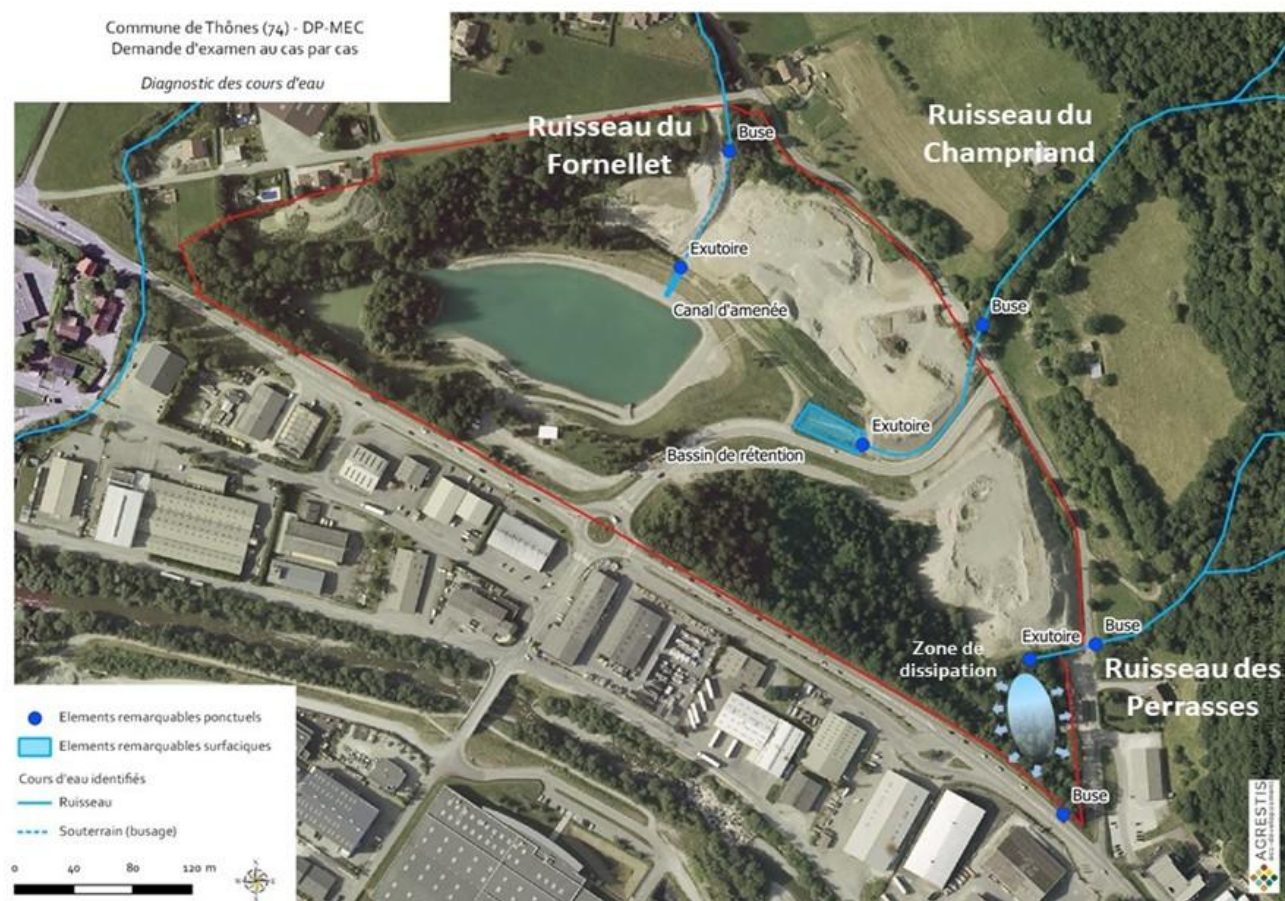 Commune de Thônes (74) - DP-MEC
Demande d'examen au cas par cas
Diagnostic des cours d'eau
Ruisseau du
Fornellet
Buse
Ruisseau du
Champriand
Exutoire
Canal d'amenée
Buse
Exutoire
Bassin de rétention
Zone de
dissipation
Exutoire
Buse
Ruisseau des
Perrasses
Buse
Elements remarquables ponctuels
Elements remarquables surfaciques
Cours d'eau identifiés
Ruisseau
Souterrain (busage)
0 40 80 120 m
AGRESTIS